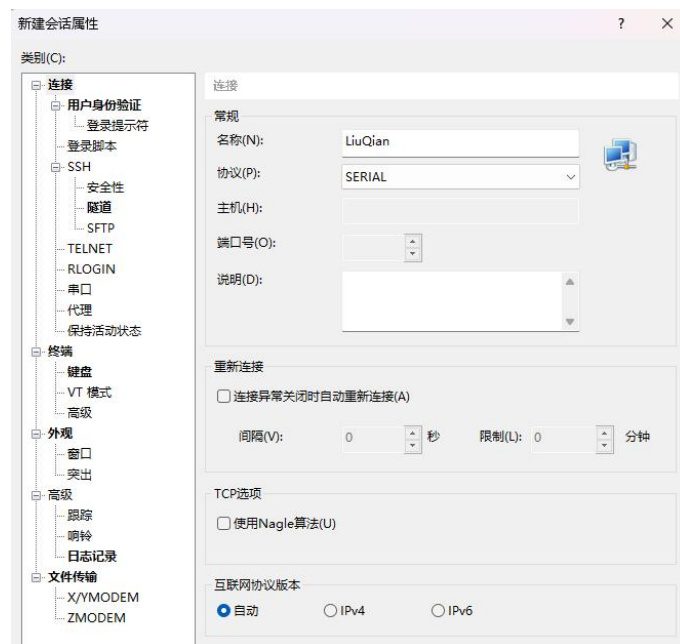 新建会话属性
?
×
类别(C):
连接
用户身份验证
登录提示符
登录脚本
SSH
安全性
隧道
SFTP
TELNET
RLOGIN
串口
代理
保持活动状态
终端
键盘
VT 模式
高级
外观
窗口
突出
高级
跟踪
响铃
日志记录
文件传输
X/YMODEM
ZMODEM
连接
常规
名称(N): LiuQian
协议(P): SERIAL
主机(H):
端口号(O):
说明(D):
重新连接
连接异常关闭时自动重新连接(A)
间隔(V): 0 秒 限制(L): 0 分钟
TCP选项
使用Nagle算法(U)
互联网协议版本
自动 IPv4 IPv6